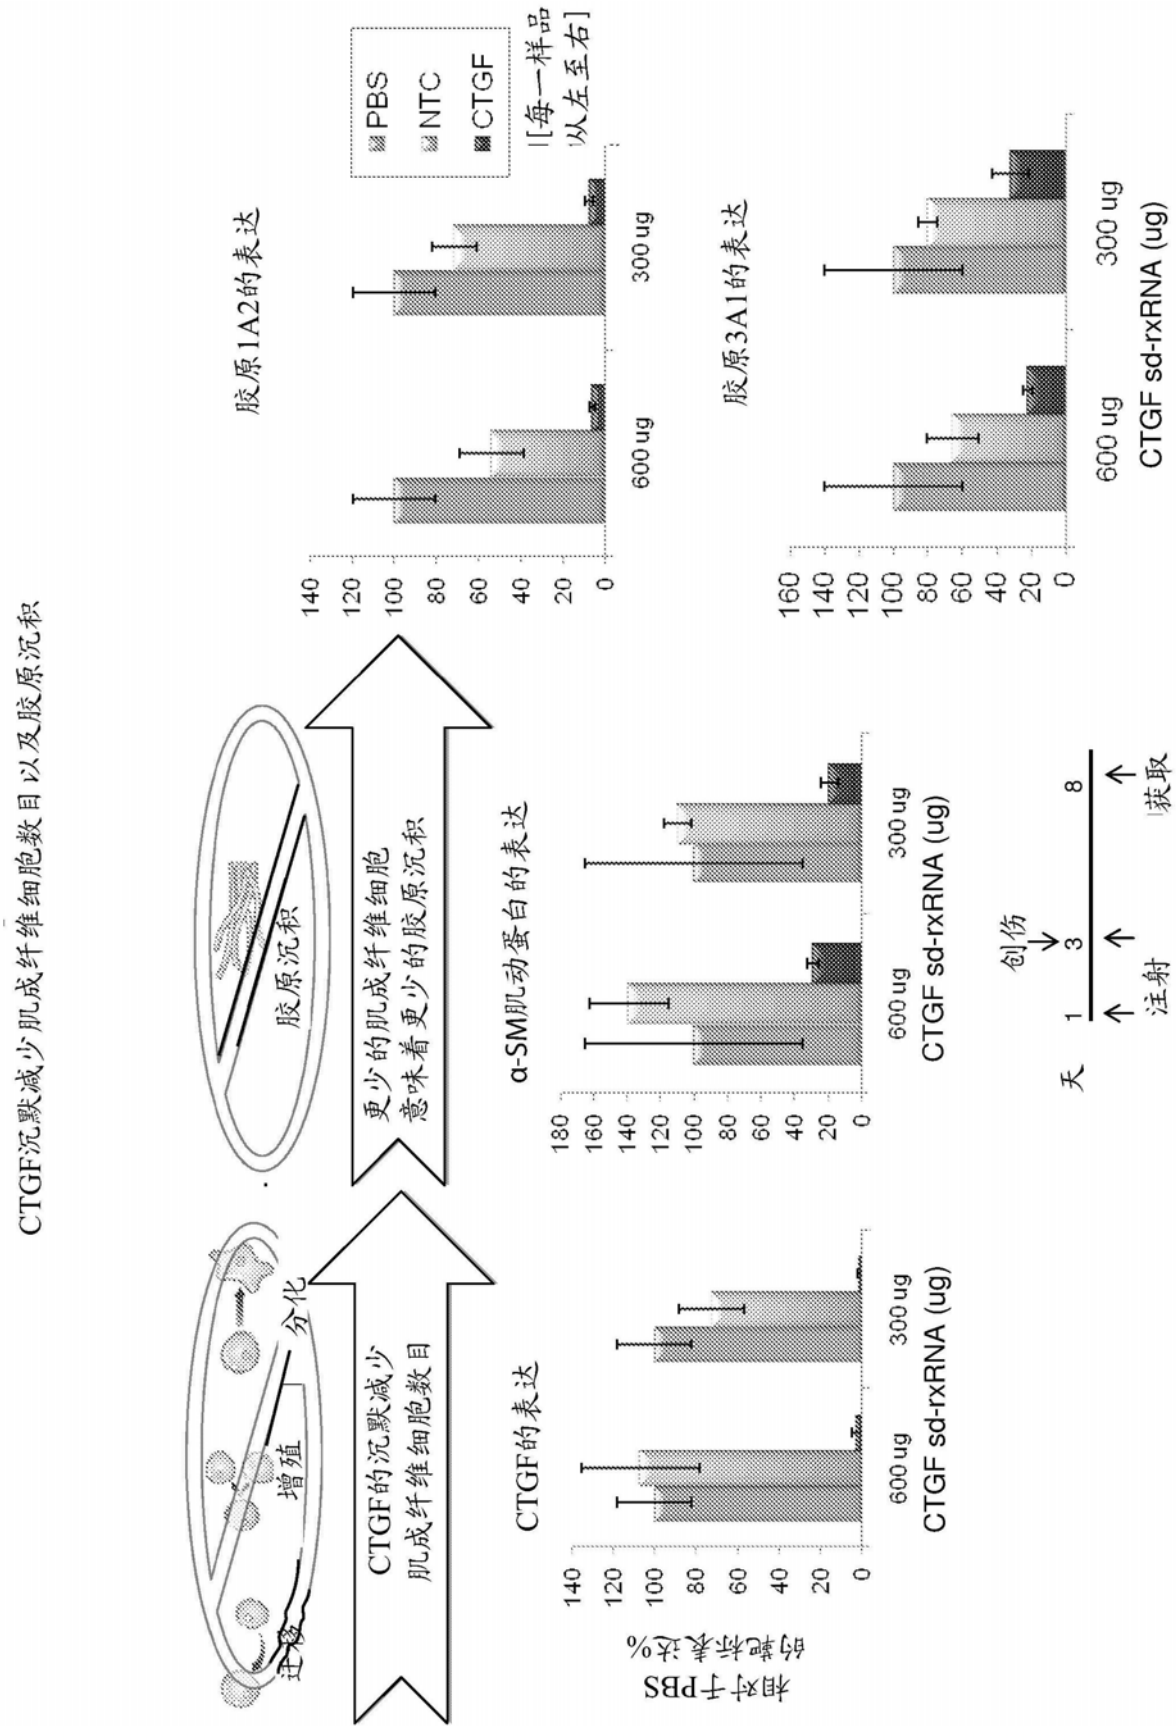 CTGF沉默减少肌成纤维细胞数目以及胶原沉积
迁移
增殖
分化
胶原沉积
CTGF的沉默减少
肌成纤维细胞数目
更少的肌成纤维细胞
意味着更少的胶原沉积
相对于PBS
的靶标表达%
CTGF的表达
140
120
100
80
60
40
20
0
600 ug
300 ug
CTGF sd-rxRNA (ug)
α-SM肌动蛋白的表达
180
160
140
120
100
80
60
40
20
0
600 ug
300 ug
CTGF sd-rxRNA (ug)
胶原1A2的表达
140
120
100
80
60
40
20
0
600 ug
300 ug
PBS
NTC
CTGF
[每一样品
从左至右]
胶原3A1的表达
160
140
120
100
80
60
40
20
0
600 ug
300 ug
CTGF sd-rxRNA (ug)
创伤
天
1
3
8
注射
获取